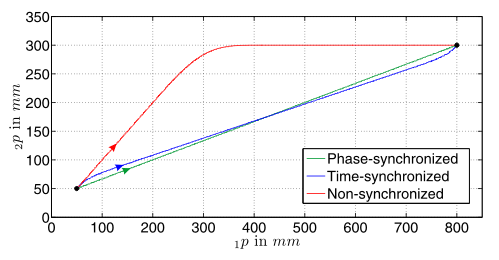 350
300
250
200
150
100
50
0
₂p in mm
0 100 200 300 400 500 600 700 800
₁p in mm
Phase-synchronized
Time-synchronized
Non-synchronized